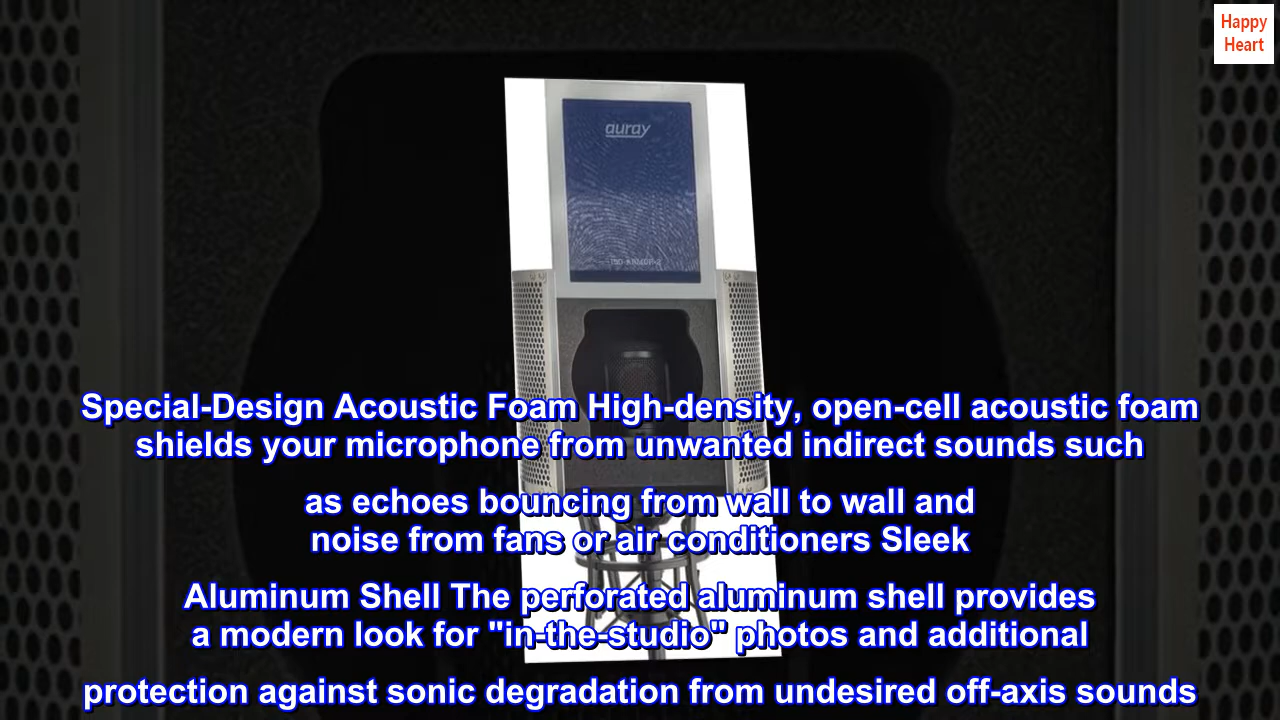 Happy
Heart
auray
Special-Design Acoustic Foam High-density, open-cell acoustic foam
shields your microphone from unwanted indirect sounds such
as echoes bouncing from wall to wall and
noise from fans or air conditioners Sleek
Aluminum Shell The perforated aluminum shell provides
a modern look for "in-the-studio" photos and additional
protection against sonic degradation from undesired off-axis sounds